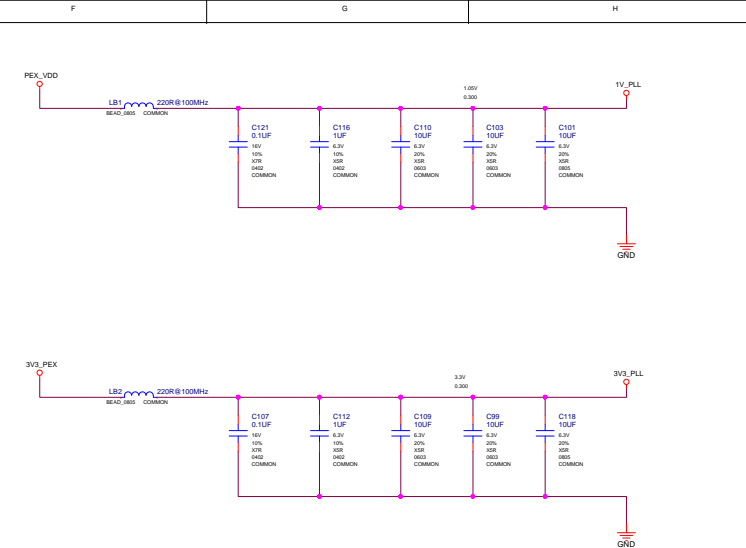 F G H
PEX_VDD
1.05V
0.300
1V_PLL
LB1 220R@100MHz
BEAD_0805 COMMON
C121
0.1UF
16V
10%
X7R
0402
COMMON
C116
1UF
6.3V
10%
X5R
0402
COMMON
C110
10UF
6.3V
20%
X5R
0603
COMMON
C103
10UF
6.3V
20%
X5R
0603
COMMON
C101
10UF
6.3V
20%
X5R
0805
COMMON
GND
3V3_PEX
3.3V
0.300
3V3_PLL
LB2 220R@100MHz
BEAD_0805 COMMON
C107
0.1UF
16V
10%
X7R
0402
COMMON
C112
1UF
6.3V
10%
X5R
0402
COMMON
C109
10UF
6.3V
20%
X5R
0603
COMMON
C99
10UF
6.3V
20%
X5R
0603
COMMON
C118
10UF
6.3V
20%
X5R
0805
COMMON
GND